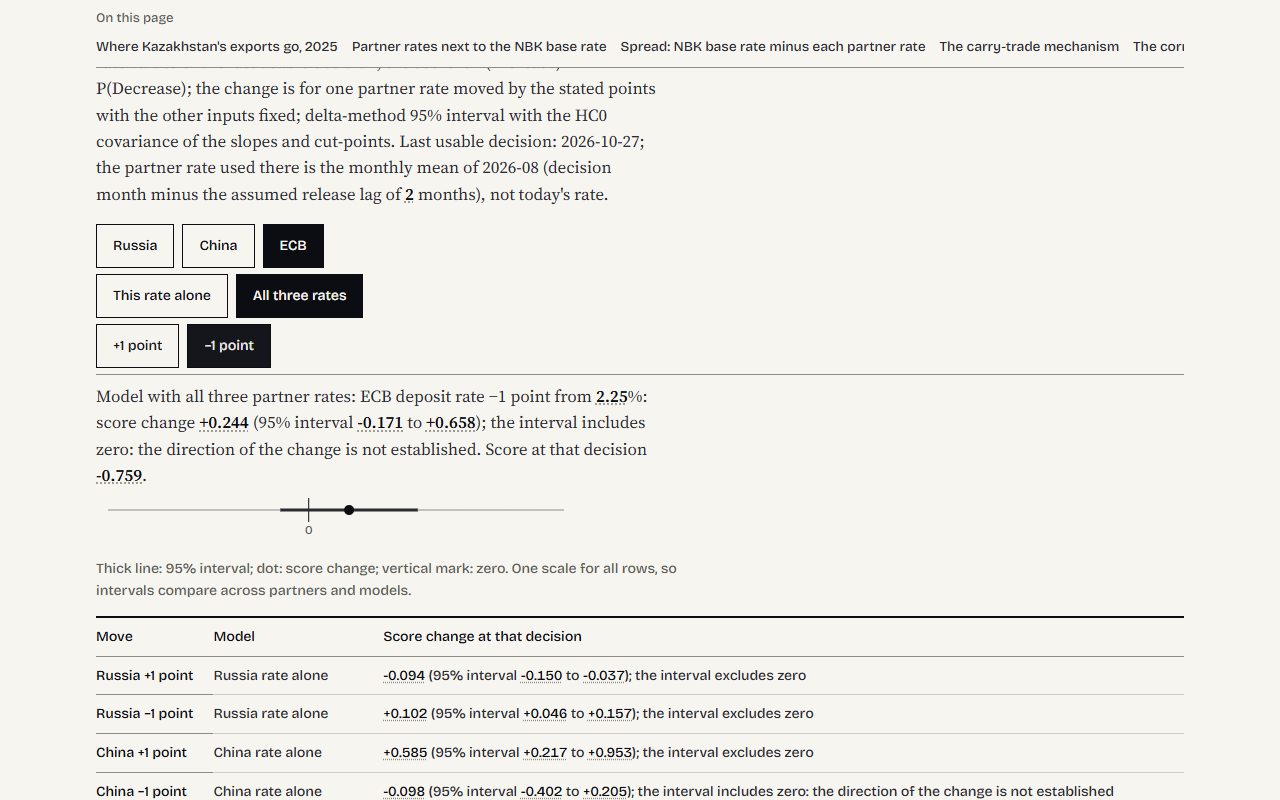 On this page
Where Kazakhstan's exports go, 2025 Partner rates next to the NBK base rate Spread: NBK base rate minus each partner rate The carry-trade mechanism The
P(Decrease); the change is for one partner rate moved by the stated points
with the other inputs fixed; delta-method 95% interval with the HC0
covariance of the slopes and cut-points. Last usable decision: 2026-10-27;
the partner rate used there is the monthly mean of 2026-08 (decision
month minus the assumed release lag of 2 months), not today's rate.
Russia China ECB
This rate alone All three rates
+1 point −1 point
Model with all three partner rates: ECB deposit rate −1 point from 2.25%:
score change +0.244 (95% interval -0.171 to +0.658); the interval includes
zero: the direction of the change is not established. Score at that decision
-0.759.
0
Thick line: 95% interval; dot: score change; vertical mark: zero. One scale for all rows, so
intervals compare across partners and models.
Move Model Score change at that decision
Russia +1 point Russia rate alone -0.094 (95% interval -0.150 to -0.037); the interval excludes zero
Russia −1 point Russia rate alone +0.102 (95% interval +0.046 to +0.157); the interval excludes zero
China +1 point China rate alone +0.585 (95% interval +0.217 to +0.953); the interval excludes zero
China −1 point China rate alone -0.098 (95% interval -0.402 to +0.205); the interval includes zero: the direction of the change is not established